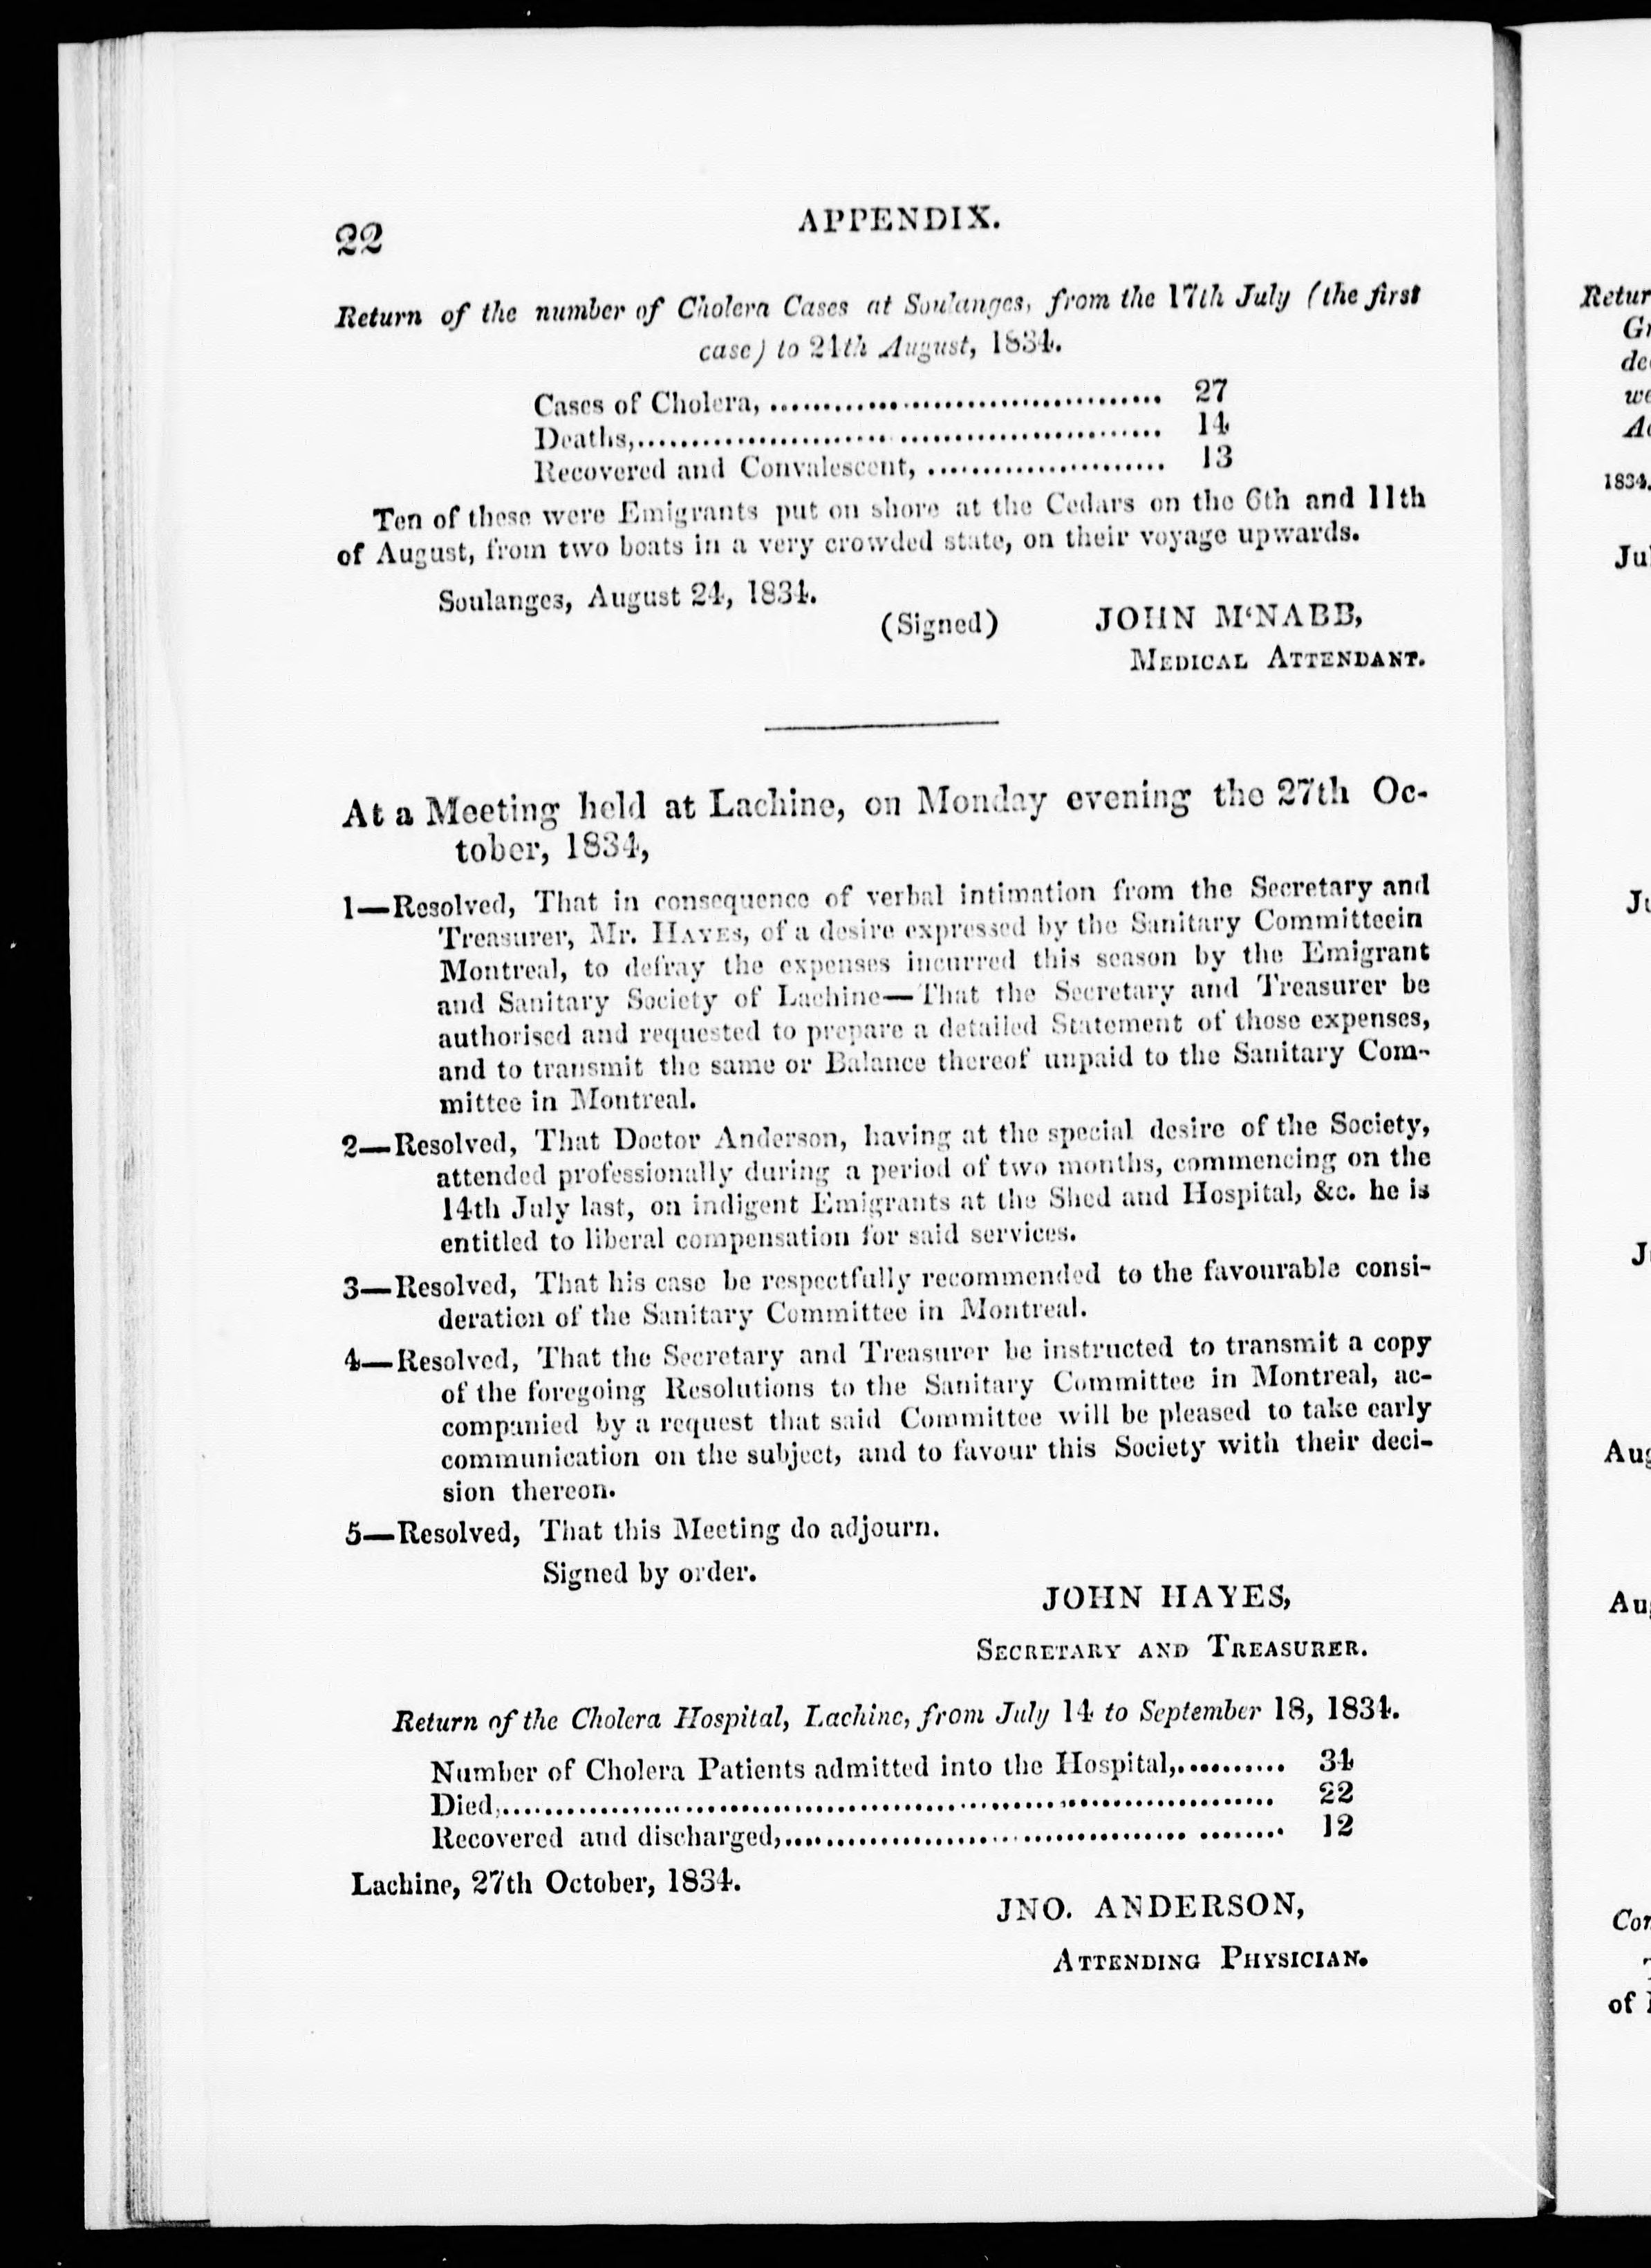 22
APPENDIX.
Return of the number of Cholera Cases at Soulanges, from the 17th July (the first
case) to 24th August, 1834.
Cases of Cholera, ........................................ 27
Deaths,.................................................. 14
Recovered and Convalescent, ...................... 13
Ten of these were Emigrants put on shore at the Cedars on the 6th and 11th
of August, from two boats in a very crowded state, on their voyage upwards.
Soulanges, August 24, 1834.
(Signed) JOHN M‘NABB,
MEDICAL ATTENDANT.
At a Meeting held at Lachine, on Monday evening the 27th Oc-
tober, 1834,
1—Resolved, That in consequence of verbal intimation from the Secretary and
Treasurer, Mr. HAYES, of a desire expressed by the Sanitary Committeein
Montreal, to defray the expenses incurred this season by the Emigrant
and Sanitary Society of Lachine—That the Secretary and Treasurer be
authorised and requested to prepare a detailed Statement of those expenses,
and to transmit the same or Balance thereof unpaid to the Sanitary Com-
mittee in Montreal.
2—Resolved, That Doctor Anderson, having at the special desire of the Society,
attended professionally during a period of two months, commencing on the
14th July last, on indigent Emigrants at the Shed and Hospital, &c. he is
entitled to liberal compensation for said services.
3—Resolved, That his case be respectfully recommended to the favourable consi-
deration of the Sanitary Committee in Montreal.
4—Resolved, That the Secretary and Treasurer be instructed to transmit a copy
of the foregoing Resolutions to the Sanitary Committee in Montreal, ac-
companied by a request that said Committee will be pleased to take early
communication on the subject, and to favour this Society with their deci-
sion thereon.
5—Resolved, That this Meeting do adjourn.
Signed by order.
JOHN HAYES,
SECRETARY AND TREASURER.
Return of the Cholera Hospital, Lachine, from July 14 to September 18, 1834.
Number of Cholera Patients admitted into the Hospital,.......... 34
Died,........................................................................ 22
Recovered and discharged,................................................ 12
Lachine, 27th October, 1834.
JNO. ANDERSON,
ATTENDING PHYSICIAN.
1834.
of